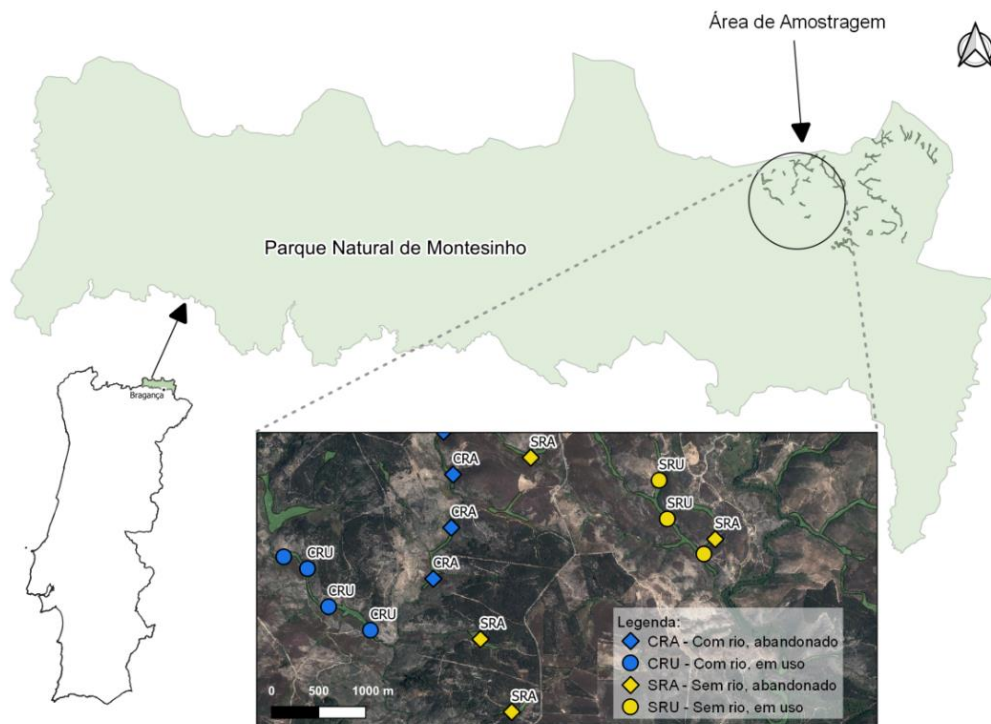 Área de Amostragem
Parque Natural de Montesinho
Bragança
CRA
SRA
SRU
SRU
CRA
SRA
CRU
CRA
CRU
CRU
SRA
SRA
Legenda:
CRA - Com rio, abandonado
CRU - Com rio, em uso
SRA - Sem rio, abandonado
SRU - Sem rio, em uso
0 500 1000 m